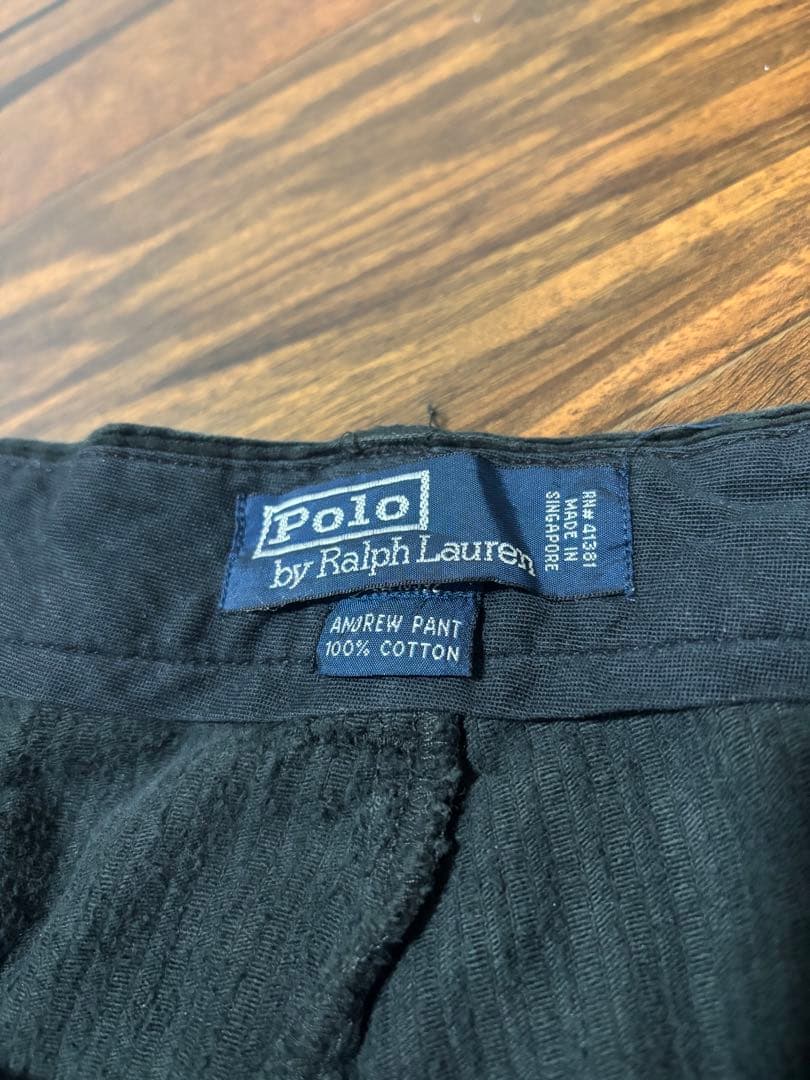 Polo
by Ralph Lauren
RN# 41381
MADE IN
SINGAPORE
ANDREW PANT
100% COTTON